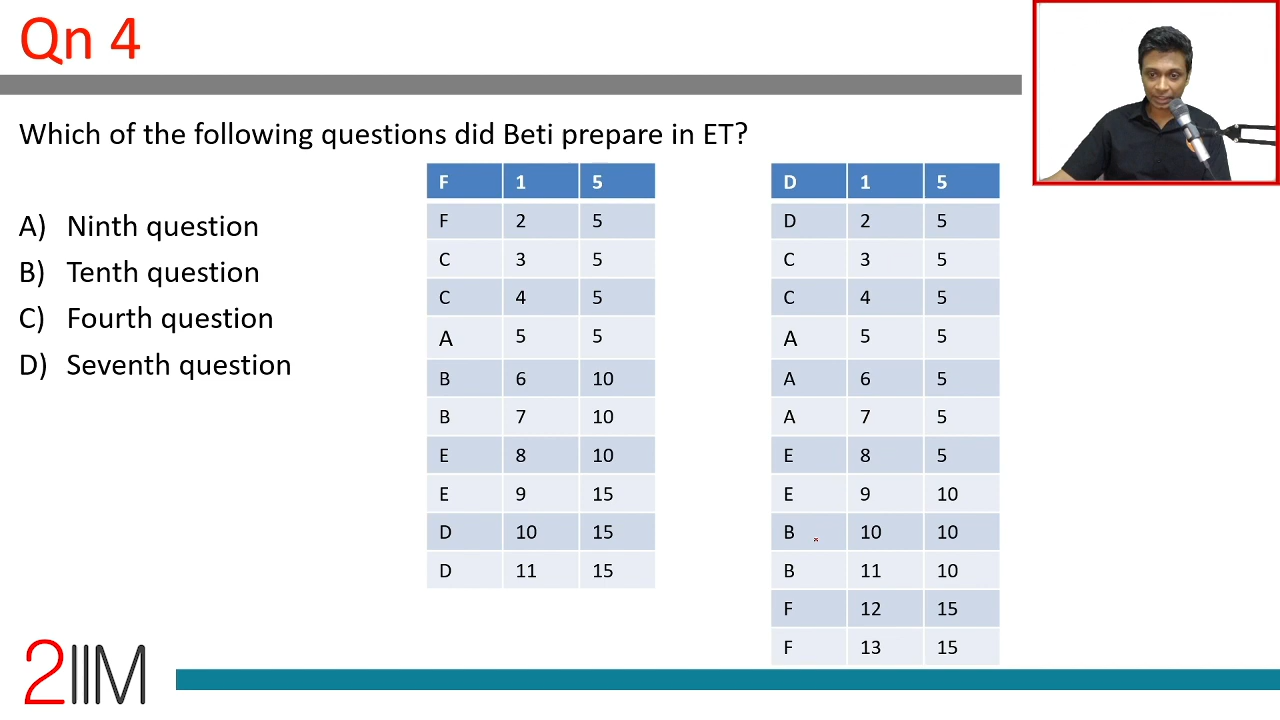 Qn 4
Which of the following questions did Beti prepare in ET?
A) Ninth question
B) Tenth question
C) Fourth question
D) Seventh question
F 1 5
F 2 5
C 3 5
C 4 5
A 5 5
B 6 10
B 7 10
E 8 10
E 9 15
D 10 15
D 11 15
D 1 5
D 2 5
C 3 5
C 4 5
A 5 5
A 6 5
A 7 5
E 8 5
E 9 10
B 10 10
B 11 10
F 12 15
F 13 15
2IIM